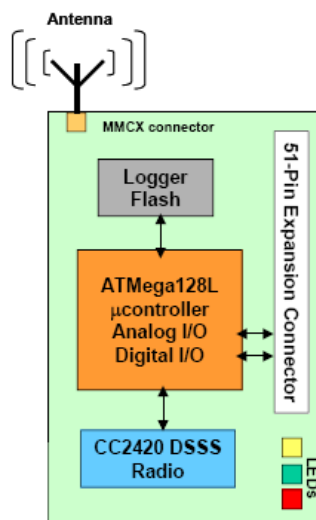 Antenna
MMCX connector
Logger
Flash
51-Pin Expansion Connector
ATMega128L
μcontroller
Analog I/O
Digital I/O
CC2420 DSSS
Radio
LEDs